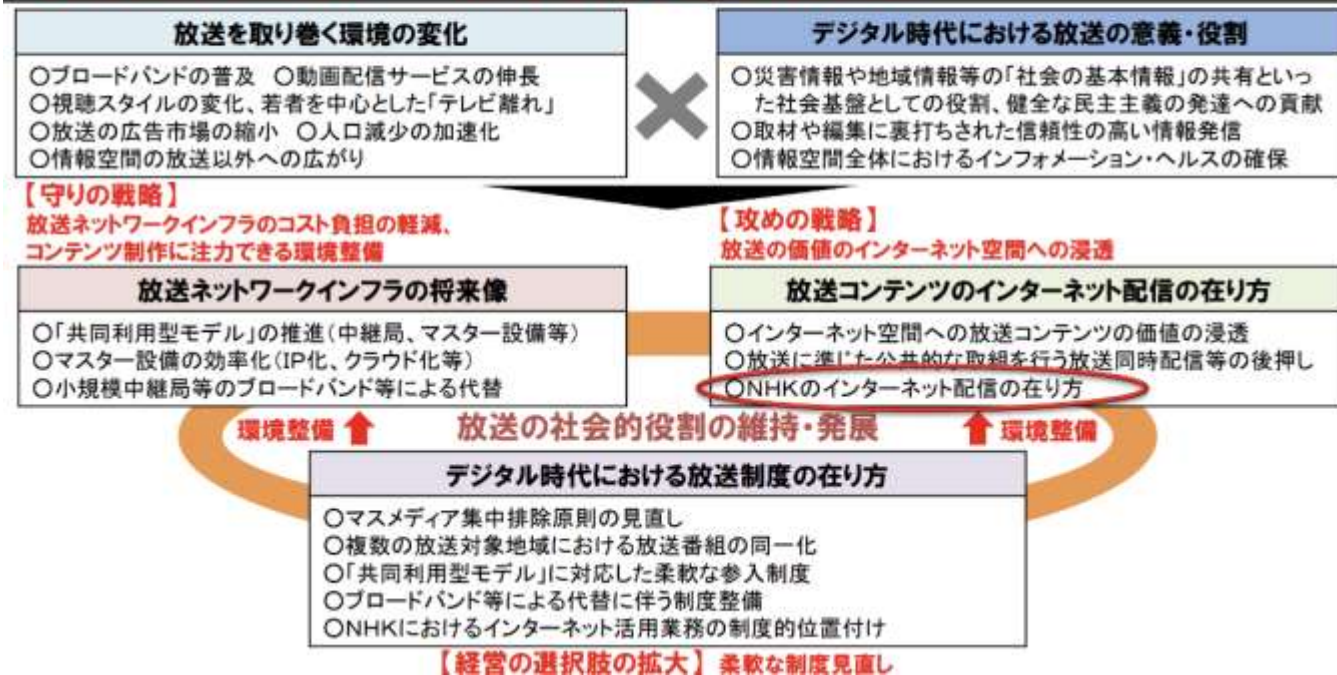 放送を取り巻く環境の変化
○ブロードバンドの普及 ○動画配信サービスの伸長
○視聴スタイルの変化、若者を中心とした「テレビ離れ」
○放送の広告市場の縮小 ○人口減少の加速化
○情報空間の放送以外への広がり
デジタル時代における放送の意義・役割
○災害情報や地域情報等の「社会の基本情報」の共有といっ
た社会基盤としての役割、健全な民主主義の発達への貢献
○取材や編集に裏打ちされた信頼性の高い情報発信
○情報空間全体におけるインフォメーション・ヘルスの確保
【守りの戦略】
放送ネットワークインフラのコスト負担の軽減、
コンテンツ制作に注力できる環境整備
【攻めの戦略】
放送の価値のインターネット空間への浸透
放送ネットワークインフラの将来像
○「共同利用型モデル」の推進（中継局、マスター設備等）
○マスター設備の効率化（IP化、クラウド化等）
○小規模中継局等のブロードバンド等による代替
放送コンテンツのインターネット配信の在り方
○インターネット空間への放送コンテンツの価値の浸透
○放送に準じた公共的な取組を行う放送同時配信等の後押し
○NHKのインターネット配信の在り方
環境整備
放送の社会的役割の維持・発展
環境整備
デジタル時代における放送制度の在り方
○マスメディア集中排除原則の見直し
○複数の放送対象地域における放送番組の同一化
○「共同利用型モデル」に対応した柔軟な参入制度
○ブロードバンド等による代替に伴う制度整備
○NHKにおけるインターネット活用業務の制度的位置付け
【経営の選択肢の拡大】 柔軟な制度見直し